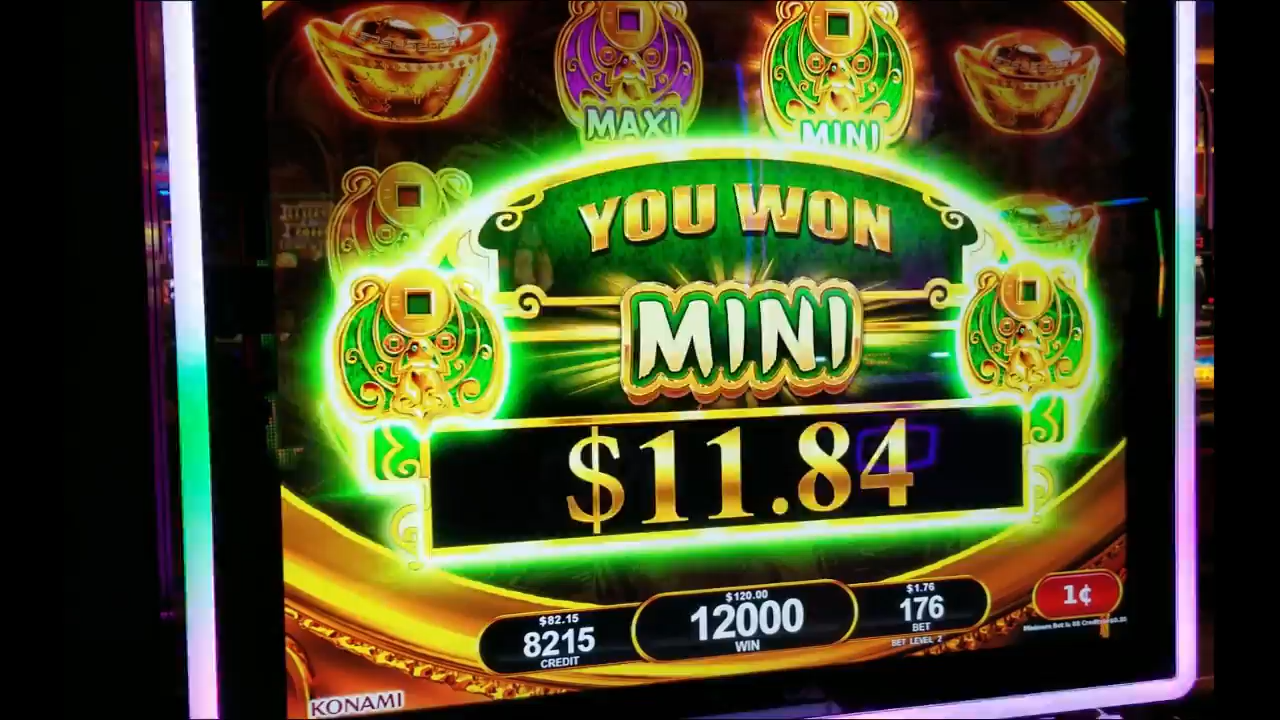 MAXI
MINI
YOU WON
MINI
$11.84
$82.15
8215
CREDIT
$120.00
12000
WIN
$1.76
176
BET
BET LEVEL 2
1¢
KONAMI